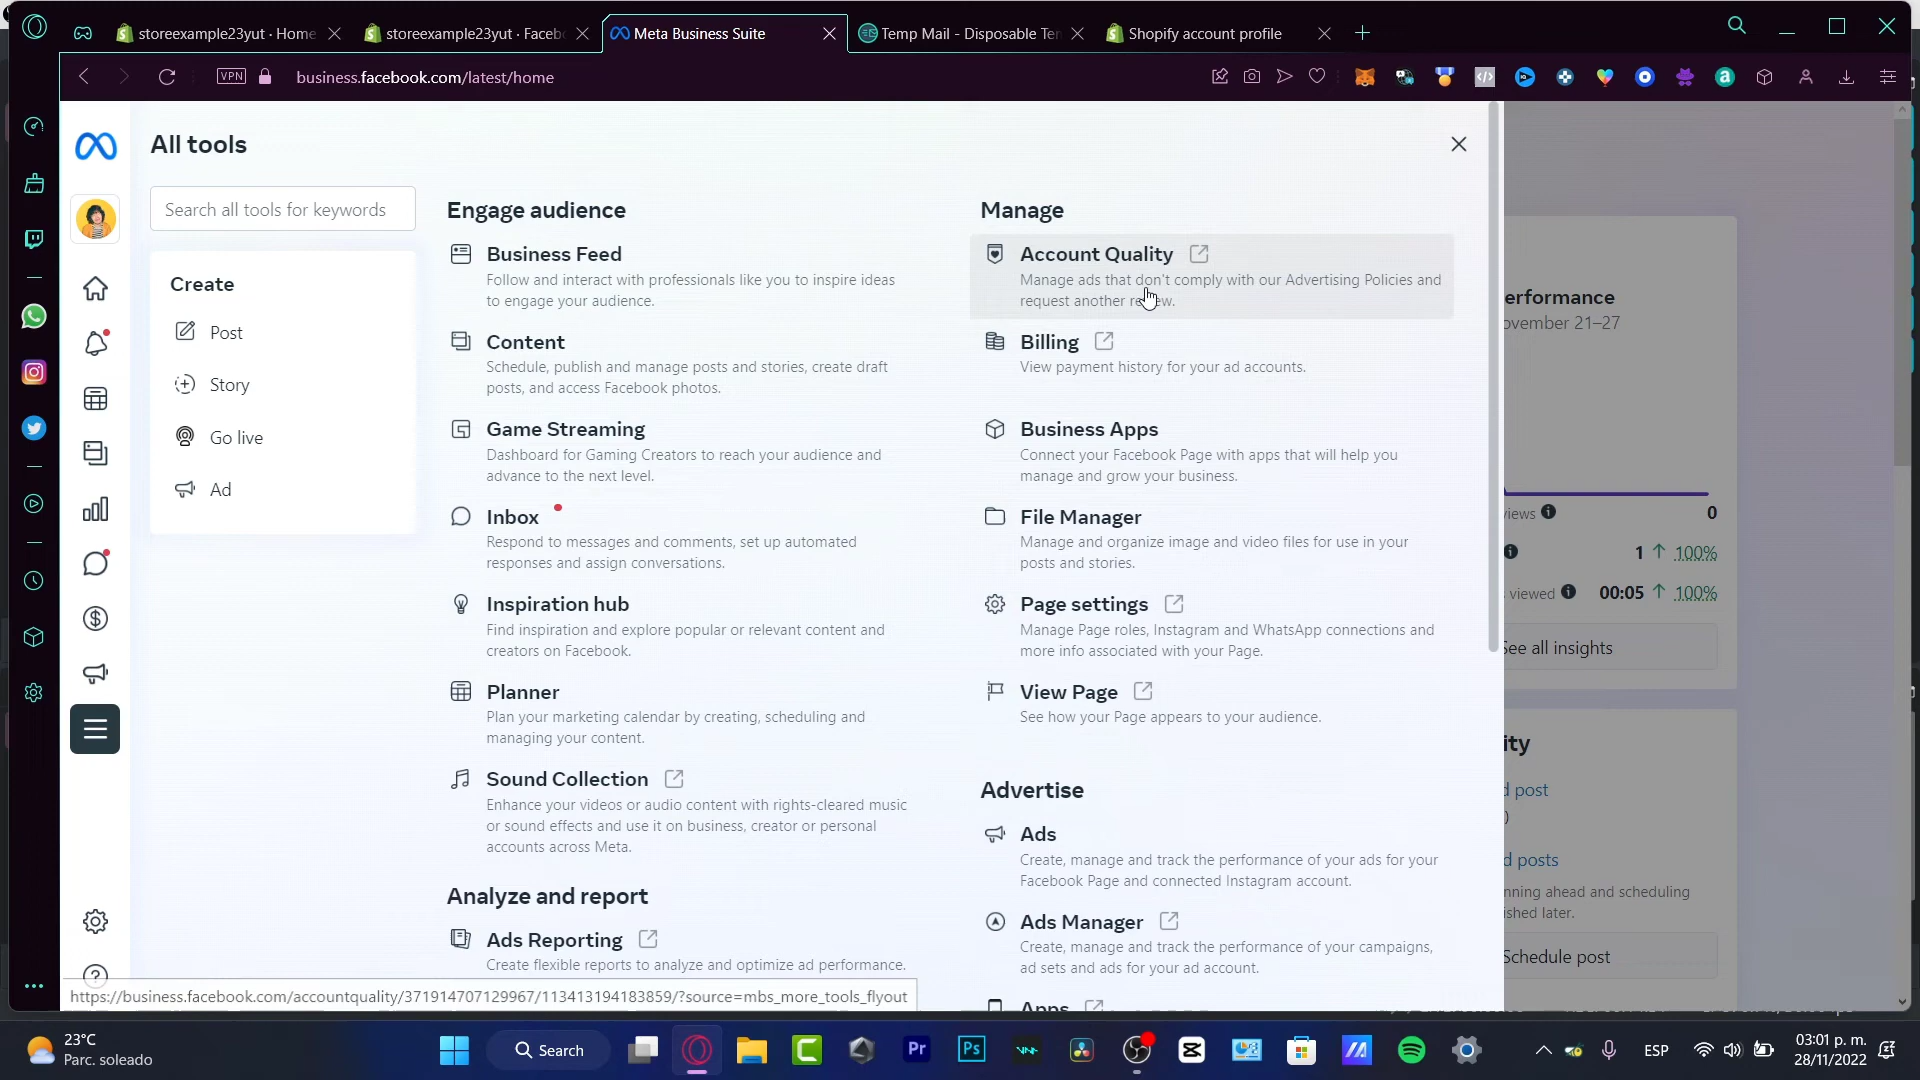 storeexample23yut · Home
storeexample23yut · Faceb
Meta Business Suite
Temp Mail - Disposable Ten
Shopify account profile
VPN
business.facebook.com/latest/home
All tools
Search all tools for keywords
Create
Post
Story
Go live
Ad
Engage audience
Business Feed
Follow and interact with professionals like you to inspire ideas
to engage your audience.
Content
Schedule, publish and manage posts and stories, create draft
posts, and access Facebook photos.
Game Streaming
Dashboard for Gaming Creators to reach your audience and
advance to the next level.
Inbox
Respond to messages and comments, set up automated
responses and assign conversations.
Inspiration hub
Find inspiration and explore popular or relevant content and
creators on Facebook.
Planner
Plan your marketing calendar by creating, scheduling and
managing your content.
Sound Collection
Enhance your videos or audio content with rights-cleared music
or sound effects and use it on business, creator or personal
accounts across Meta.
Analyze and report
Ads Reporting
Create flexible reports to analyze and optimize ad performance.
Manage
Account Quality
Manage ads that don't comply with our Advertising Policies and
request another review.
Billing
View payment history for your ad accounts.
Business Apps
Connect your Facebook Page with apps that will help you
manage and grow your business.
File Manager
Manage and organize image and video files for use in your
posts and stories.
Page settings
Manage Page roles, Instagram and WhatsApp connections and
more info associated with your Page.
View Page
See how your Page appears to your audience.
Advertise
Ads
Create, manage and track the performance of your ads for your
Facebook Page and connected Instagram account.
Ads Manager
Create, manage and track the performance of your campaigns,
ad sets and ads for your ad account.
Apps
erformance
ovember 21–27
views 0
1 100%
viewed 00:05 100%
See all insights
ity
d post
)
d posts
nning ahead and scheduling
ished later.
Schedule post
https://business.facebook.com/accountquality/371914707129967/113413194183859/?source=mbs_more_tools_flyout
23°C
Parc. soleado
Search
Pr
Ps
ESP
03:01 p. m.
28/11/2022